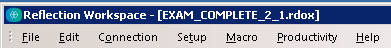 Reflection Workspace - [EXAM_COMPLETE_2_1.rdox]
File Edit Connection Setup Macro Productivity Help